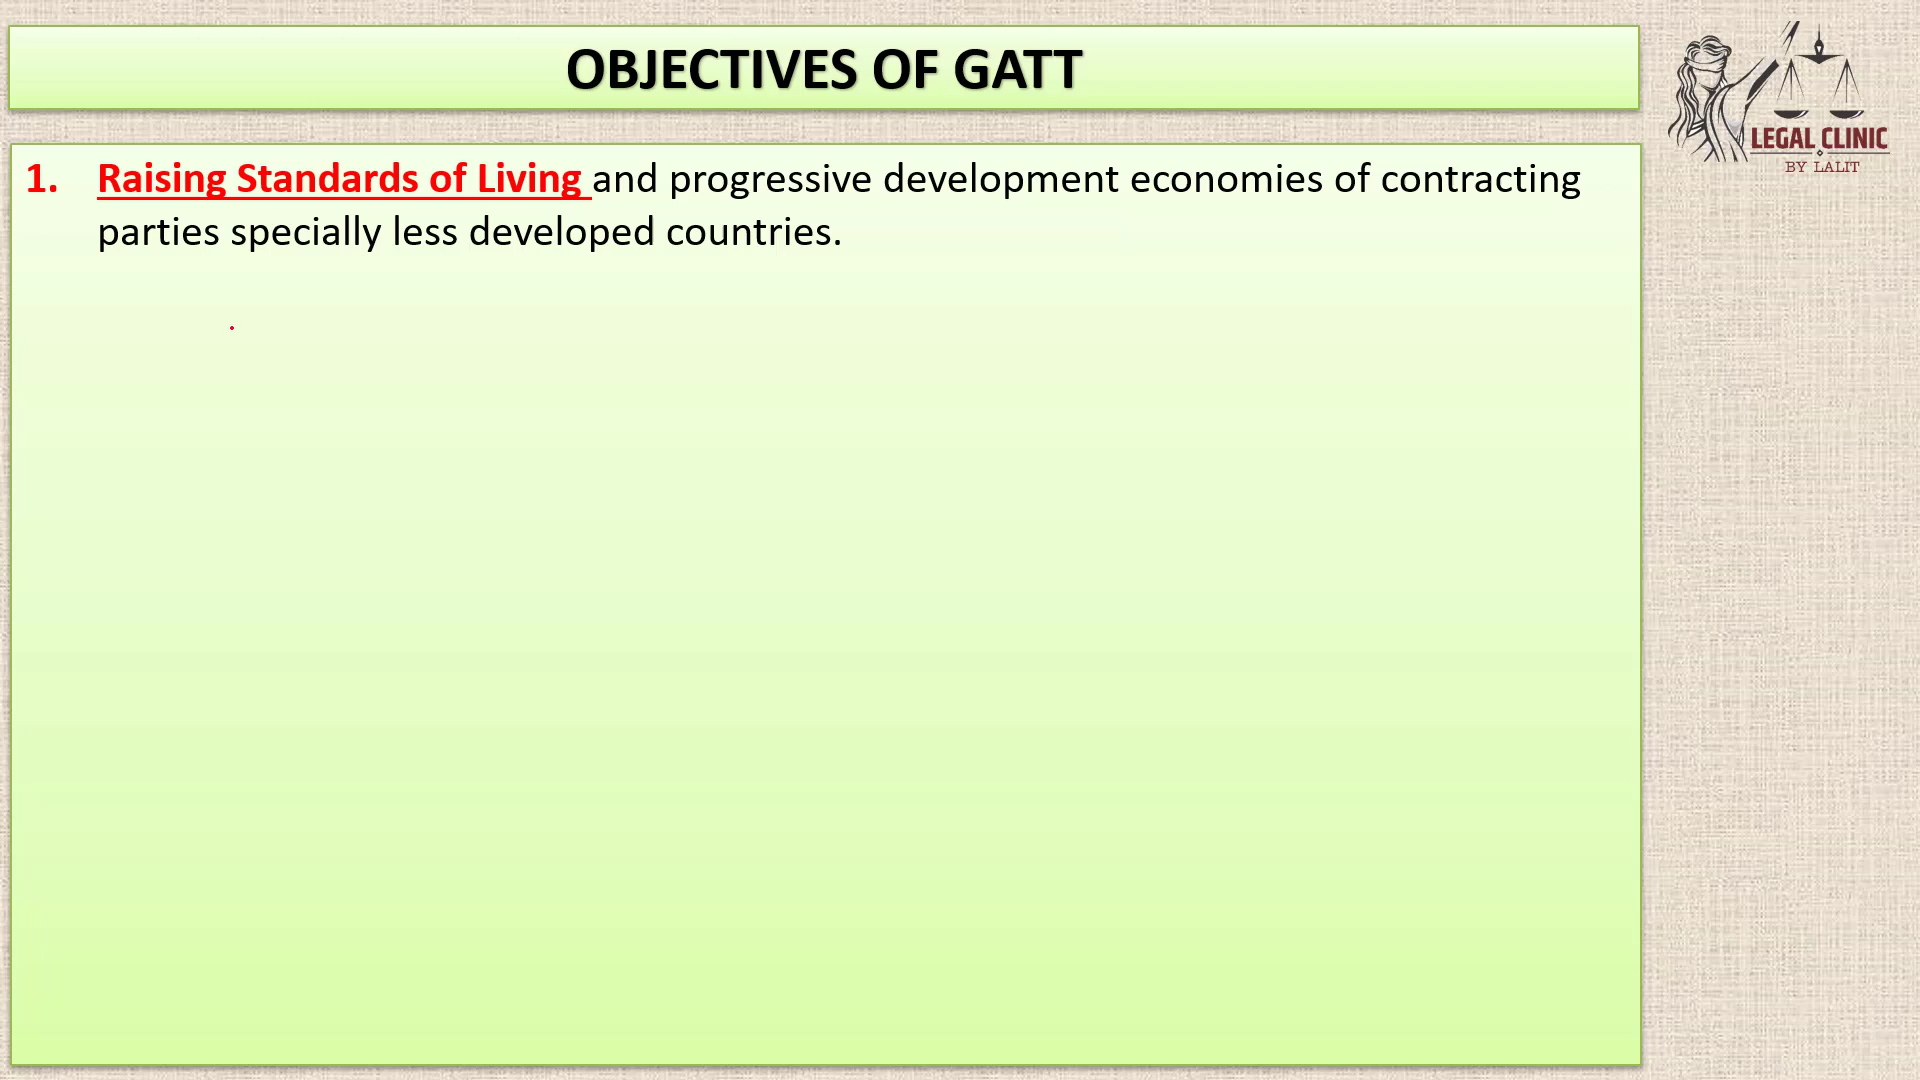 OBJECTIVES OF GATT
LEGAL CLINIC
BY LALIT
1. Raising Standards of Living and progressive development economies of contracting
parties specially less developed countries.